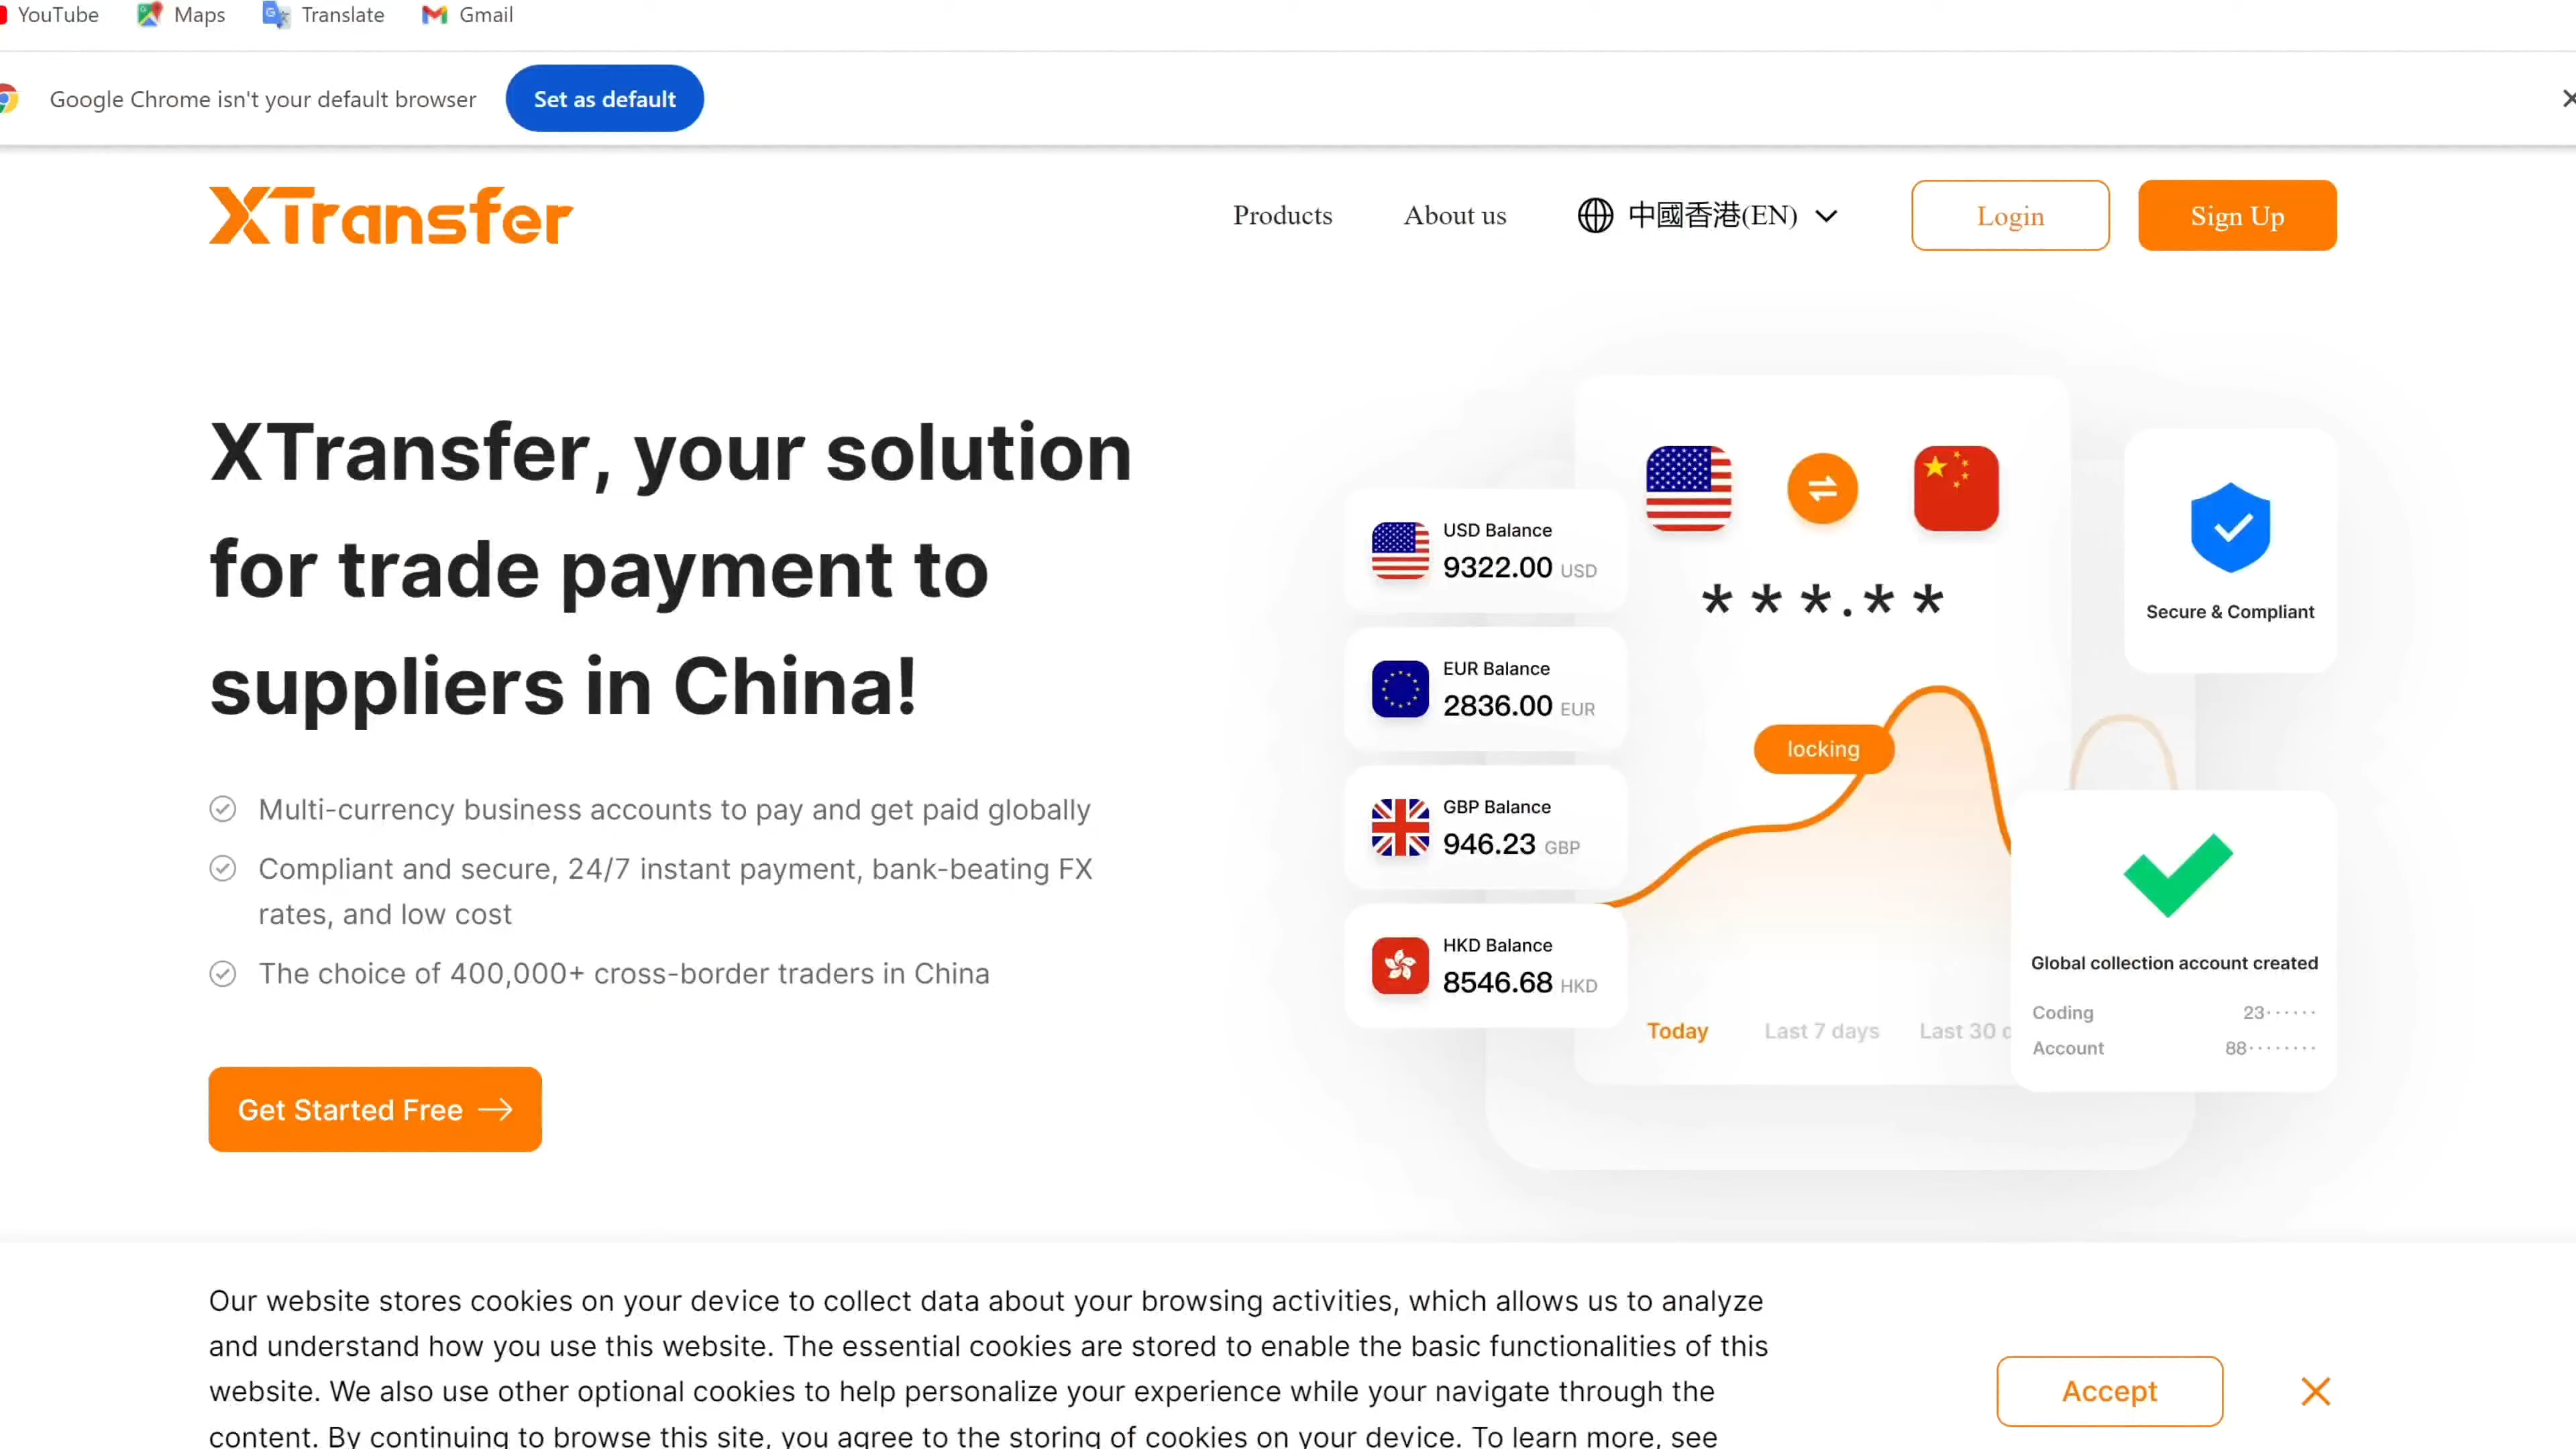 YouTube Maps Translate Gmail
Google Chrome isn't your default browser Set as default
XTransfer Products About us 中國香港(EN) Login Sign Up
XTransfer, your solution
for trade payment to
suppliers in China!
Multi-currency business accounts to pay and get paid globally
Compliant and secure, 24/7 instant payment, bank-beating FX
rates, and low cost
The choice of 400,000+ cross-border traders in China
Get Started Free
USD Balance
9322.00 USD
EUR Balance
2836.00 EUR
GBP Balance
946.23 GBP
HKD Balance
8546.68 HKD
***.**
locking
Today Last 7 days Last 30 d
Secure & Compliant
Global collection account created
Coding 23······
Account 88········
Our website stores cookies on your device to collect data about your browsing activities, which allows us to analyze
and understand how you use this website. The essential cookies are stored to enable the basic functionalities of this
website. We also use other optional cookies to help personalize your experience while your navigate through the
content. By continuing to browse this site, you agree to the storing of cookies on your device. To learn more, see
Accept